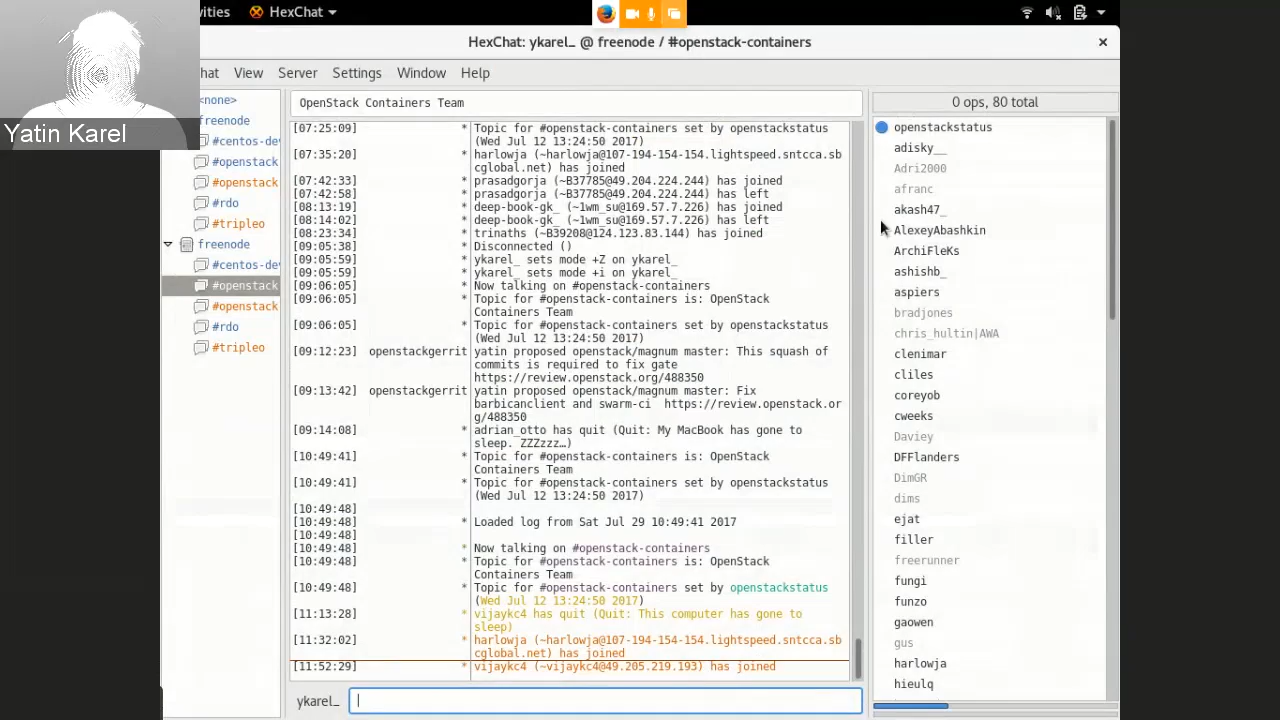 vities
HexChat
HexChat: ykarel_ @ freenode / #openstack-containers
hat View Server Settings Window Help
Yatin Karel
<none>
freenode
#centos-dev
#openstack
#openstack
#rdo
#tripleo
freenode
#centos-dev
#openstack
#openstack
#rdo
#tripleo
OpenStack Containers Team
[07:25:09] * Topic for #openstack-containers set by openstackstatus
(Wed Jul 12 13:24:50 2017)
[07:35:20] * harlowja (~harlowja@107-194-154-154.lightspeed.sntcca.sb
cglobal.net) has joined
[07:42:33] * prasadgorja (~B37785@49.204.224.244) has joined
[07:42:58] * prasadgorja (~B37785@49.204.224.244) has left
[08:13:19] * deep-book-gk_ (~1wm_su@169.57.7.226) has joined
[08:14:02] * deep-book-gk_ (~1wm_su@169.57.7.226) has left
[08:23:34] * trinaths (~B39208@124.123.83.144) has joined
[09:05:38] * Disconnected ()
[09:05:59] * ykarel_ sets mode +Z on ykarel_
[09:05:59] * ykarel_ sets mode +i on ykarel_
[09:06:05] * Now talking on #openstack-containers
[09:06:05] * Topic for #openstack-containers is: OpenStack
Containers Team
[09:06:05] * Topic for #openstack-containers set by openstackstatus
(Wed Jul 12 13:24:50 2017)
[09:12:23] openstackgerrit yatin proposed openstack/magnum master: This squash of
commits is required to fix gate
https://review.openstack.org/488350
[09:13:42] openstackgerrit yatin proposed openstack/magnum master: Fix
barbicanclient and swarm-ci https://review.openstack.or
g/488350
[09:14:08] * adrian_otto has quit (Quit: My MacBook has gone to
sleep. ZZZzzz…)
[10:49:41] * Topic for #openstack-containers is: OpenStack
Containers Team
[10:49:41] * Topic for #openstack-containers set by openstackstatus
(Wed Jul 12 13:24:50 2017)
[10:49:48]
[10:49:48] * Loaded log from Sat Jul 29 10:49:41 2017
[10:49:48]
[10:49:48] * Now talking on #openstack-containers
[10:49:48] * Topic for #openstack-containers is: OpenStack
Containers Team
[10:49:48] * Topic for #openstack-containers set by openstackstatus
(Wed Jul 12 13:24:50 2017)
[11:13:28] * vijaykc4 has quit (Quit: This computer has gone to
sleep)
[11:32:02] * harlowja (~harlowja@107-194-154-154.lightspeed.sntcca.sb
cglobal.net) has joined
[11:52:29] * vijaykc4 (~vijaykc4@49.205.219.193) has joined
ykarel_
0 ops, 80 total
openstackstatus
adisky__
Adri2000
afranc
akash47_
AlexeyAbashkin
ArchiFleKs
ashishb_
aspiers
bradjones
chris_hultin|AWA
clenimar
cliles
coreyob
cweeks
Daviey
DFFlanders
DimGR
dims
ejat
filler
freerunner
fungi
funzo
gaowen
gus
harlowja
hieulq